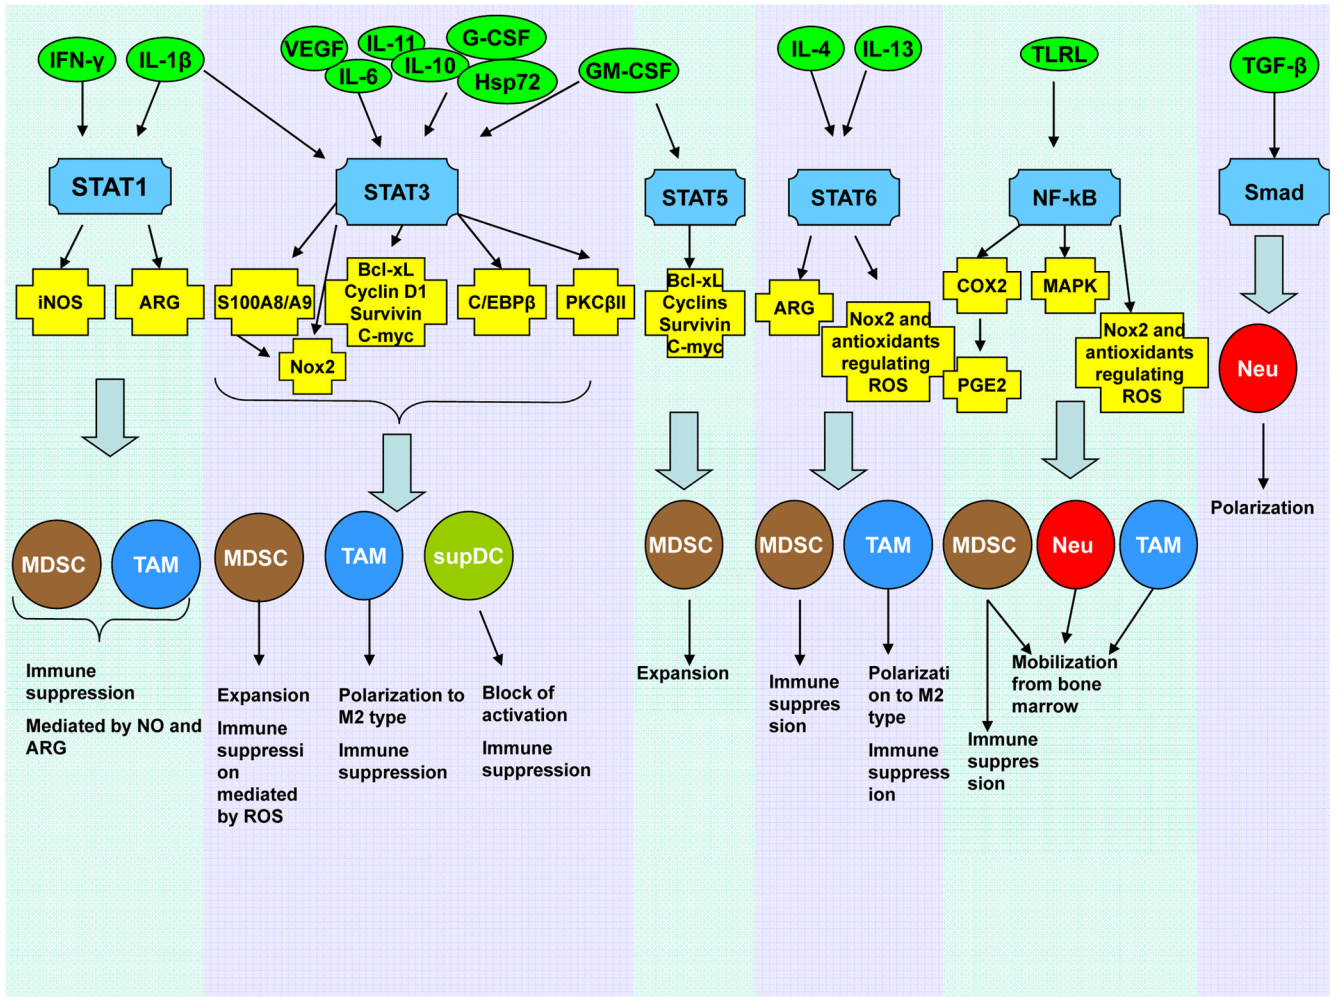 IFN-γ
IL-1β
VEGF
IL-11
IL-6
IL-10
G-CSF
Hsp72
GM-CSF
IL-4
IL-13
TLRL
TGF-β
STAT1
STAT3
STAT5
STAT6
NF-kB
Smad
iNOS
ARG
S100A8/A9
Nox2
Bcl-xL
Cyclin D1
Survivin
C-myc
C/EBPβ
PKCβII
Bcl-xL
Cyclins
Survivin
C-myc
ARG
Nox2 and
antioxidants
regulating
ROS
COX2
MAPK
PGE2
Nox2 and
antioxidants
regulating
ROS
Neu
Polarization
MDSC
TAM
MDSC
TAM
supDC
MDSC
MDSC
TAM
MDSC
Neu
TAM
Immune
suppression
Mediated by NO and
ARG
Expansion
Immune
suppressi
on
mediated
by ROS
Polarization to
M2 type
Immune
suppression
Block of
activation
Immune
suppression
Expansion
Immune
suppres
sion
Polarizati
on to M2
type
Immune
suppress
ion
Mobilization
from bone
marrow
Immune
suppres
sion